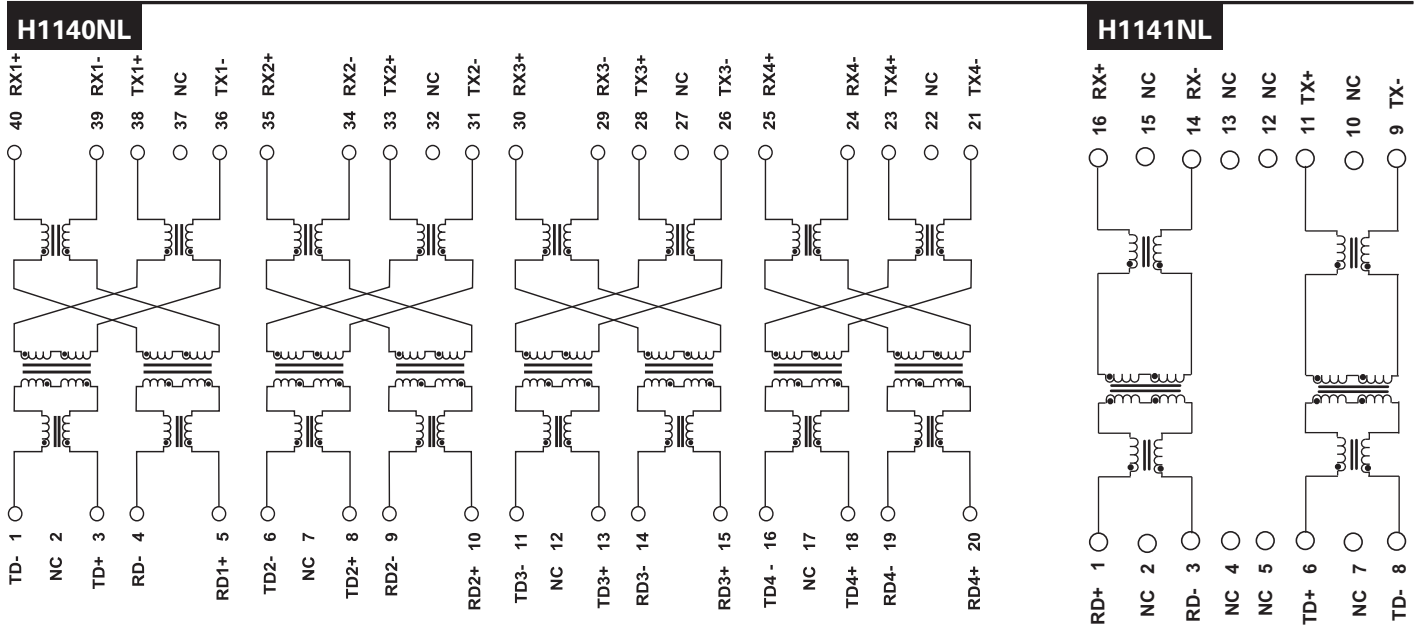 H1140NL
H1141NL
40 RX1+
39 RX1-
38 TX1+
37 NC
36 TX1-
35 RX2+
34 RX2-
33 TX2+
32 NC
31 TX2-
30 RX3+
29 RX3-
28 TX3+
27 NC
26 TX3-
25 RX4+
24 RX4-
23 TX4+
22 NC
21 TX4-
16 RX+
15 NC
14 RX-
13 NC
12 NC
11 TX+
10 NC
9 TX-
TD- 1
NC 2
TD+ 3
RD- 4
RD1+ 5
TD2- 6
NC 7
TD2+ 8
RD2- 9
RD2+ 10
TD3- 11
NC 12
TD3+ 13
RD3- 14
RD3+ 15
TD4 - 16
NC 17
TD4+ 18
RD4- 19
RD4+ 20
RD+ 1
NC 2
RD- 3
NC 4
NC 5
TD+ 6
NC 7
TD- 8